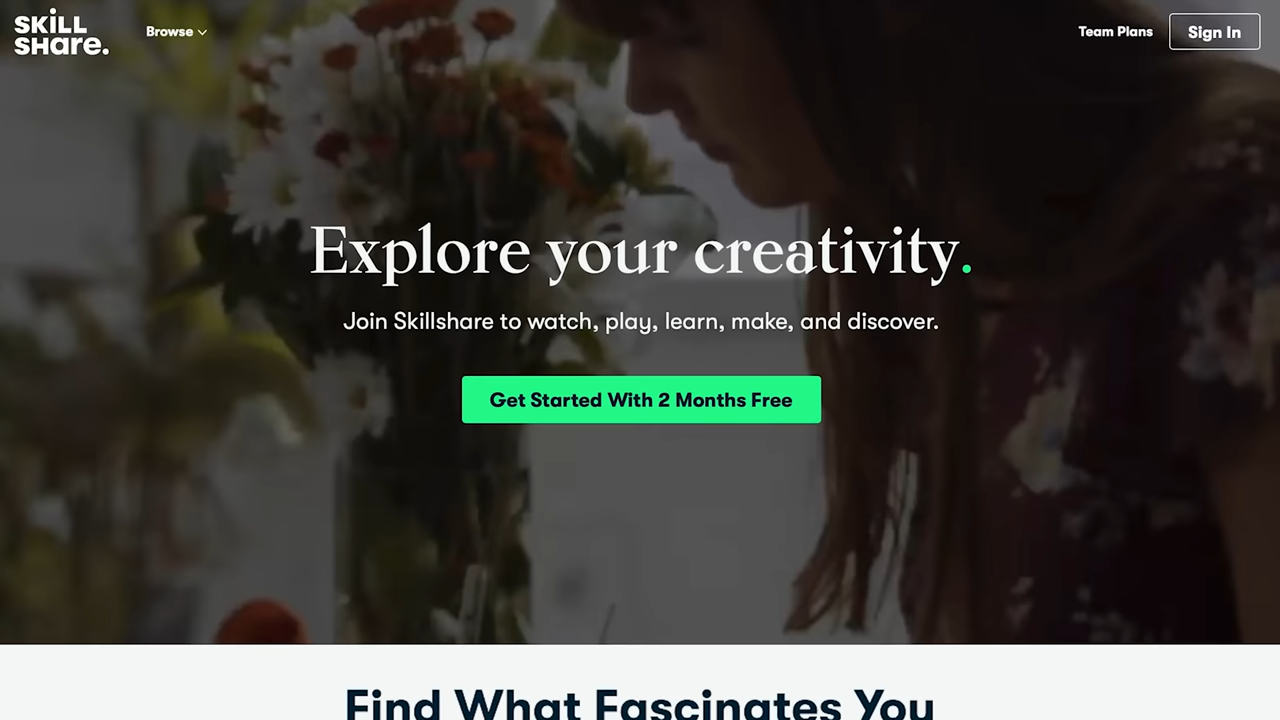 SKiLL
SHare.
Browse
Team Plans
Sign In
Explore your creativity.
Join Skillshare to watch, play, learn, make, and discover.
Get Started With 2 Months Free
Find What Fascinates You